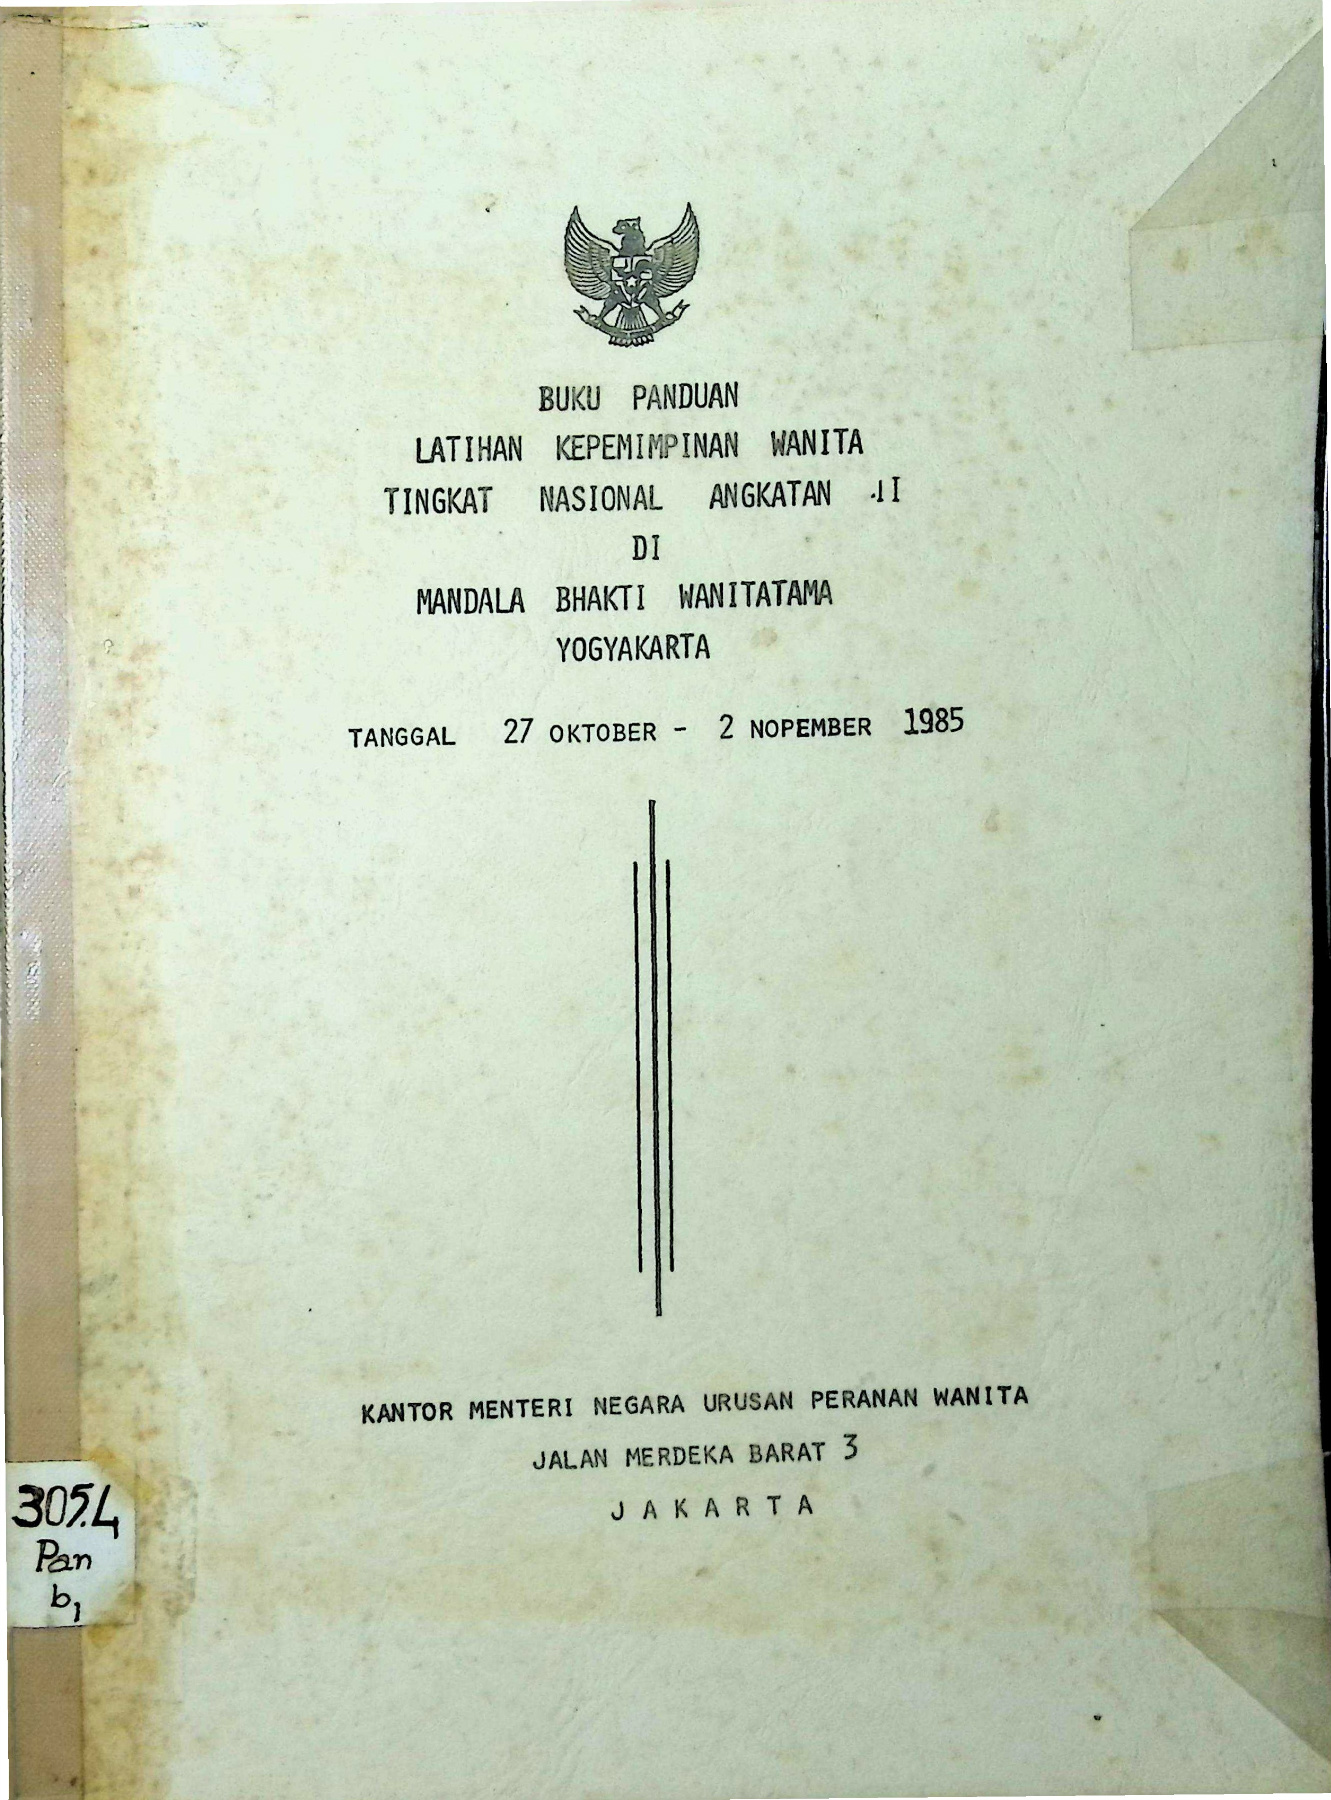 BUKU PANDUAN
LATIHAN KEPEMIMPINAN WANITA
TINGKAT NASIONAL ANGKATAN II
DI
MANDALA BHAKTI WANITATAMA
YOGYAKARTA
TANGGAL 27 OKTOBER - 2 NOPEMBER 1985
KANTOR MENTERI NEGARA URUSAN PERANAN WANITA
JALAN MERDEKA BARAT 3
JAKARTA
305.4
Pan
b1